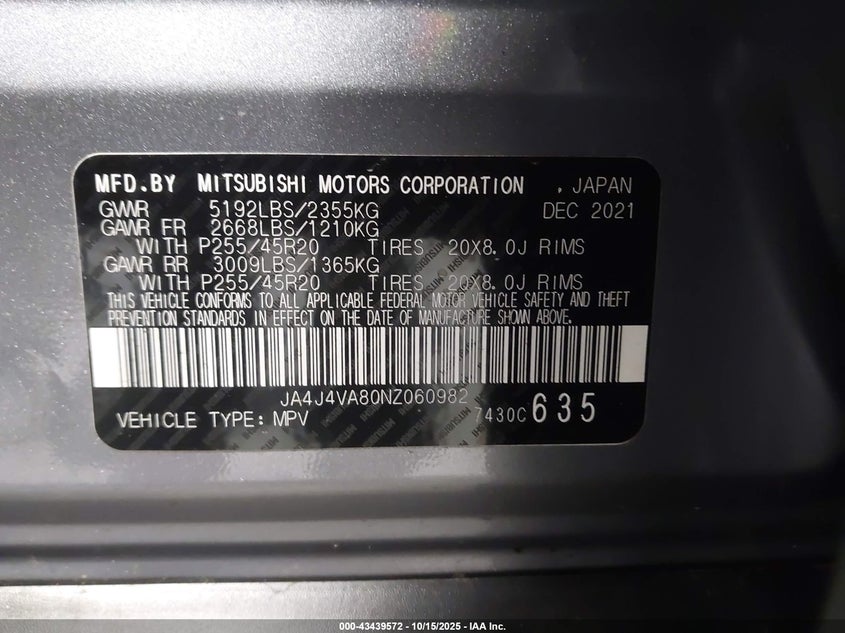 MFD.BY MITSUBISHI MOTORS CORPORATION , JAPAN
GVWR 5192LBS/2355KG DEC 2021
GAWR FR 2668LBS/1210KG
WITH P255/45R20 TIRES 20X8.0J RIMS
GAWR RR 3009LBS/1365KG
WITH P255/45R20 TIRES 20X8.0J RIMS
THIS VEHICLE CONFORMS TO ALL APPLICABLE FEDERAL MOTOR VEHICLE SAFETY AND THEFT
PREVENTION STANDARDS IN EFFECT ON THE DATE OF MANUFACTURE SHOWN ABOVE.
JA4J4VA80NZ060982
VEHICLE TYPE: MPV 7430C 635
000-43439572 - 10/15/2025 - IAA Inc.